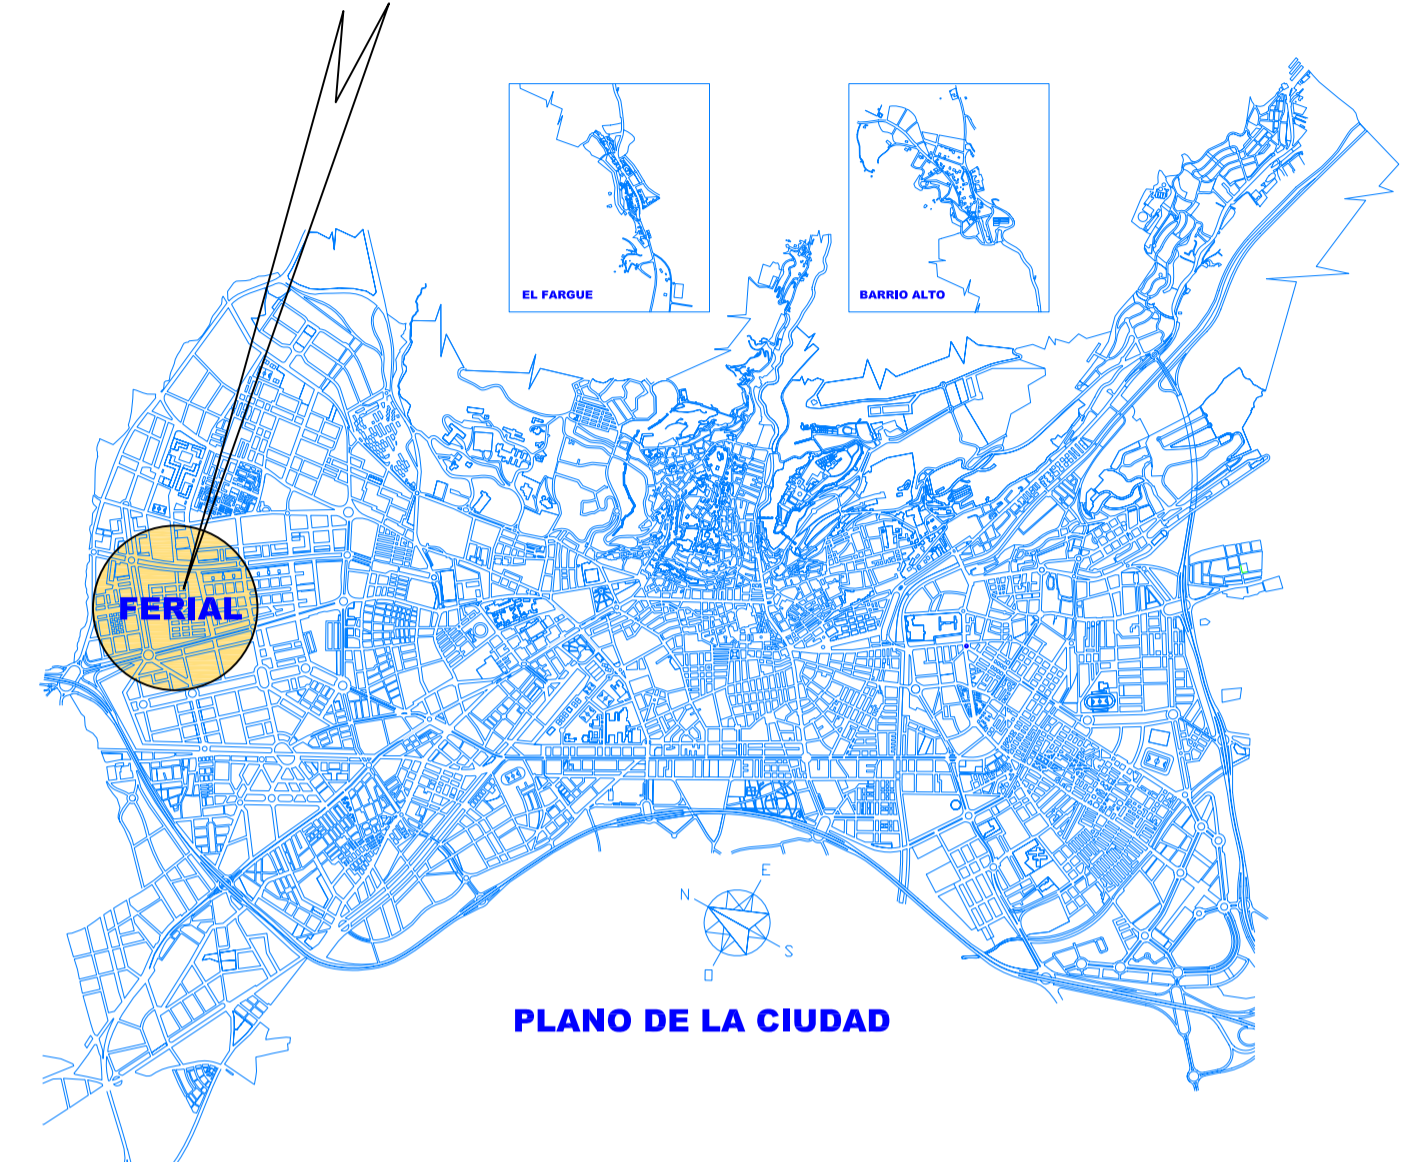 EL FARGUE
BARRIO ALTO
FERIAL
E
N
S
O
PLANO DE LA CIUDAD